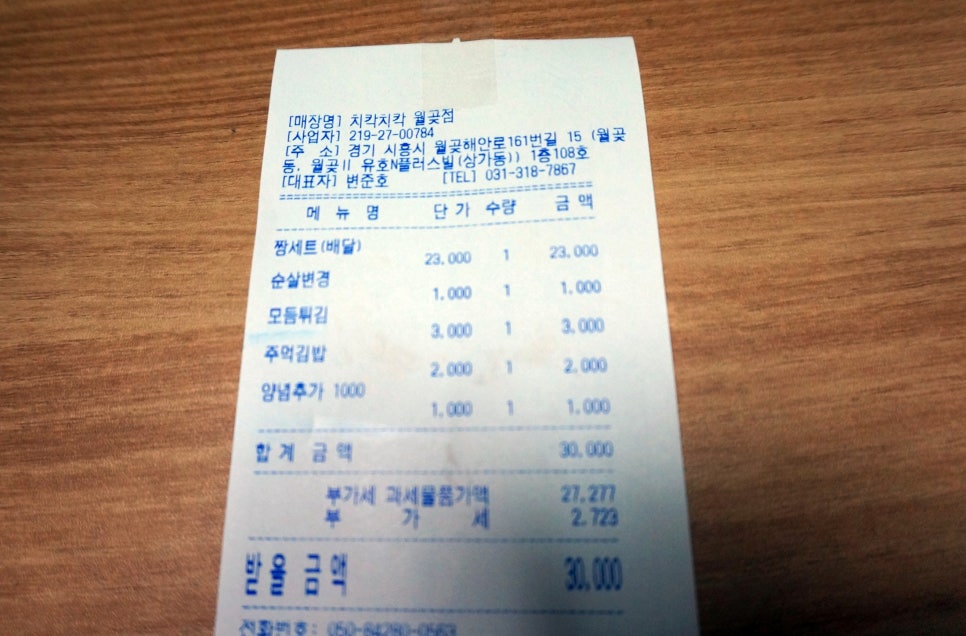 [매장명] 치칵치칵 월곶점
[사업자] 219-27-00784
[주 소] 경기 시흥시 월곶해안로161번길 15 (월곶
동, 월곶II 유호N플러스빌(상가동)) 1층108호
[대표자] 변준호 [TEL] 031-318-7867
메 뉴 명 단 가 수량 금 액
짱세트(배달)
23,000 1 23,000
순살변경
1,000 1 1,000
모듬튀김
3,000 1 3,000
주먹김밥
2,000 1 2,000
양념추가 1000
1,000 1 1,000
합 계 금 액 30,000
부가세 과세물품가액 27,277
부 가 세 2,723
받을금액 30,000
전화번호: